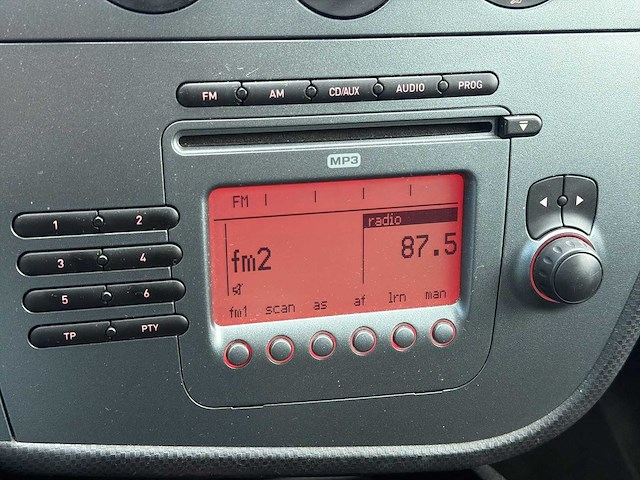 FM AM CD/AUX AUDIO PROG
MP3
FM
radio
fm2 87.5
fm1 scan as af lrn man
1 2
3 4
5 6
TP PTY